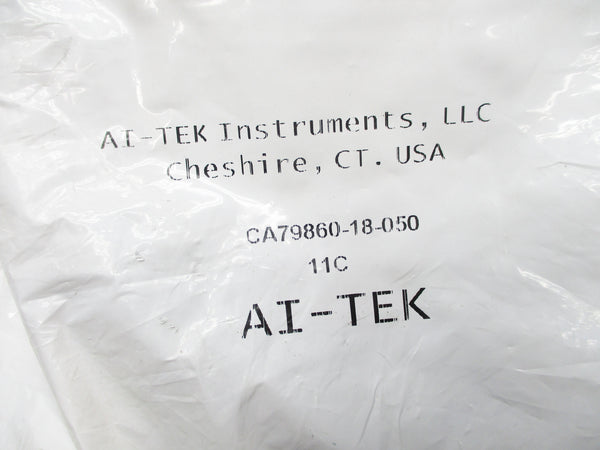 AI-TEK Instruments, LLC
Cheshire, CT. USA
CA79860-18-050
11C
AI-TEK